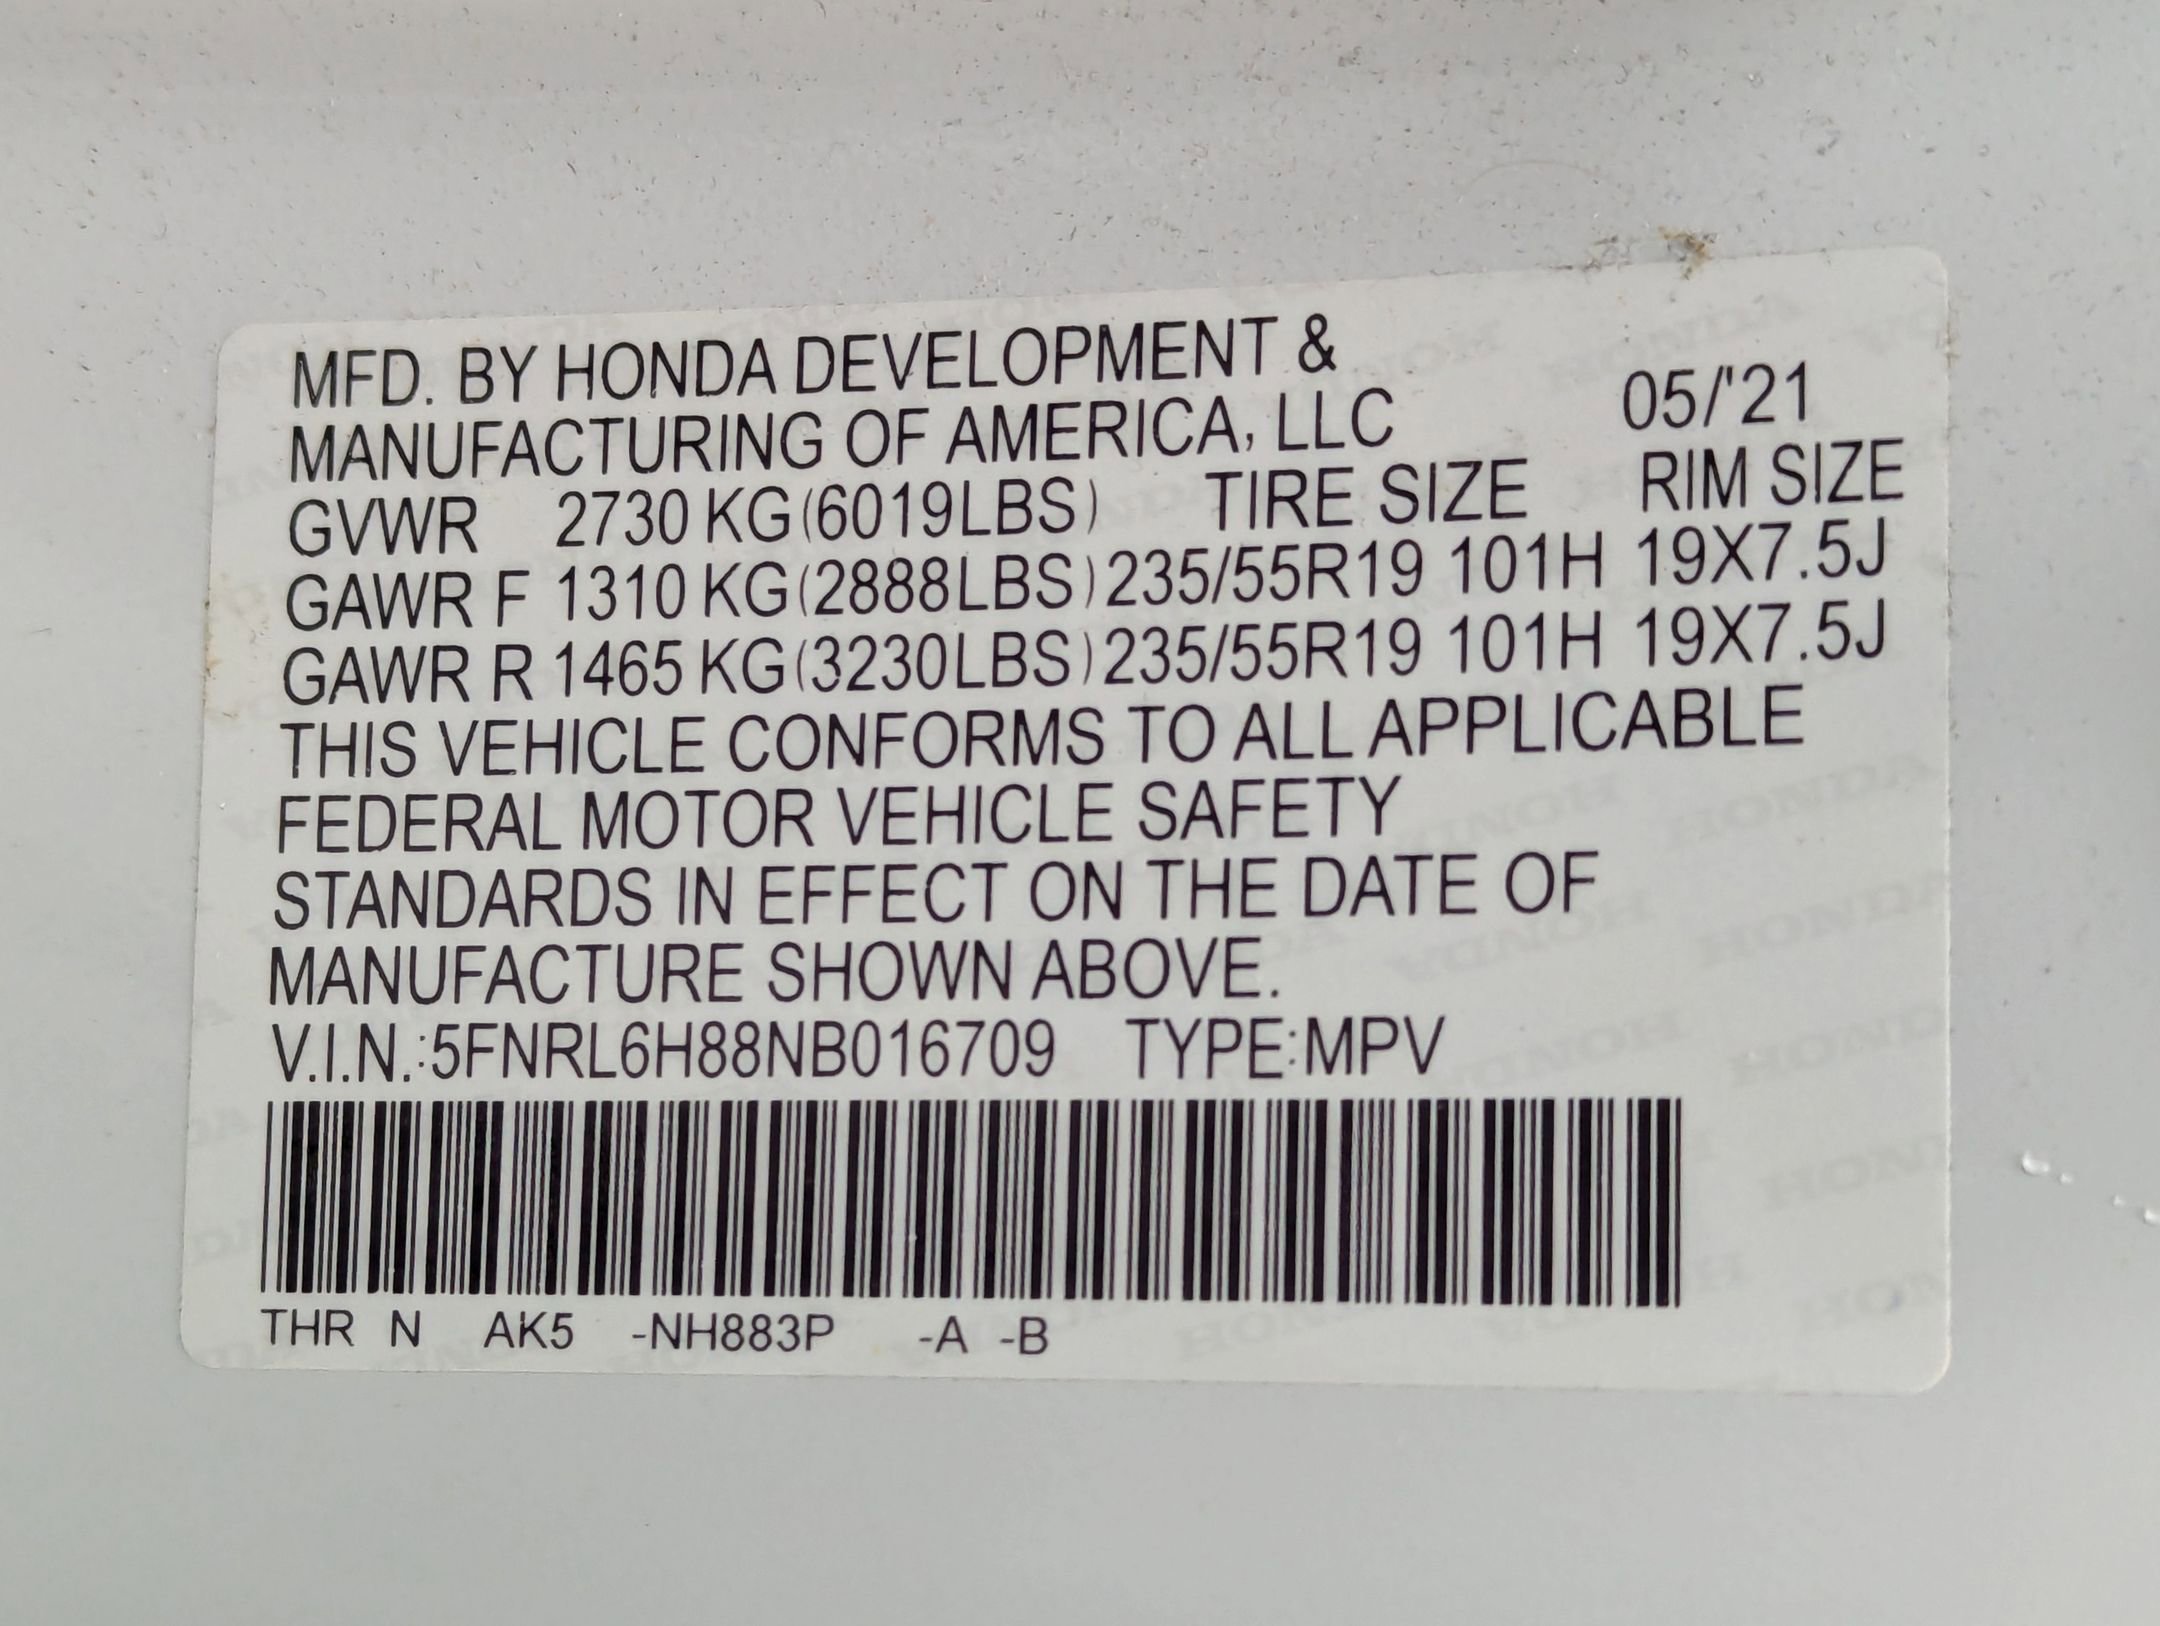 MFD. BY HONDA DEVELOPMENT &
MANUFACTURING OF AMERICA, LLC 05/'21
GVWR 2730 KG(6019LBS) TIRE SIZE RIM SIZE
GAWR F 1310 KG(2888LBS) 235/55R19 101H 19X7.5J
GAWR R 1465 KG(3230LBS) 235/55R19 101H 19X7.5J
THIS VEHICLE CONFORMS TO ALL APPLICABLE
FEDERAL MOTOR VEHICLE SAFETY
STANDARDS IN EFFECT ON THE DATE OF
MANUFACTURE SHOWN ABOVE.
V.I.N.:5FNRL6H88NB016709 TYPE:MPV
THR N AK5 -NH883P -A -B